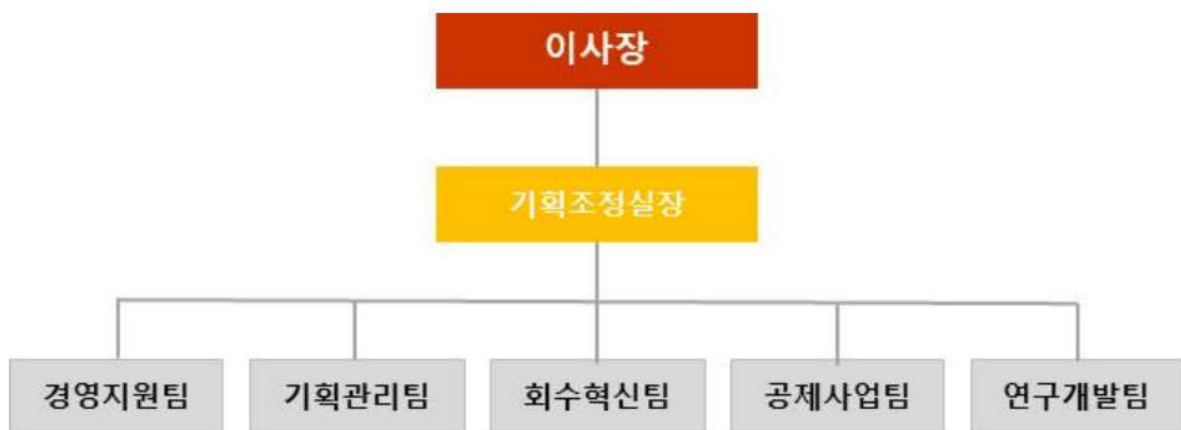 이사장
기획조정실장
경영지원팀
기획관리팀
회수혁신팀
공제사업팀
연구개발팀